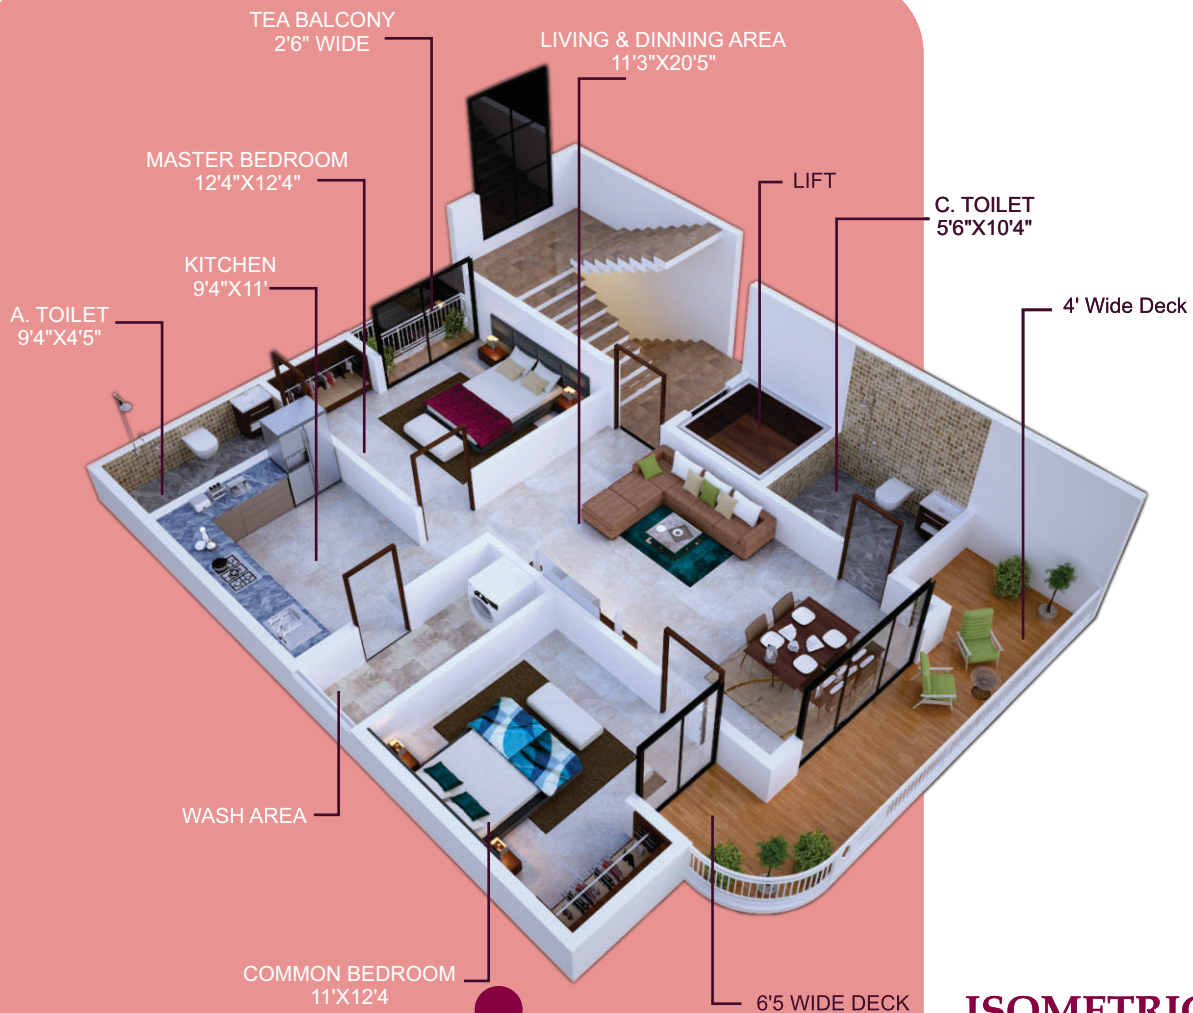 TEA BALCONY
2'6" WIDE
LIVING & DINNING AREA
11'3"X20'5"
MASTER BEDROOM
12'4"X12'4"
LIFT
C. TOILET
5'6"X10'4"
KITCHEN
9'4"X11'
A. TOILET
9'4"X4'5"
4' Wide Deck
WASH AREA
COMMON BEDROOM
11'X12'4
6'5 WIDE DECK
ISOMETRIC